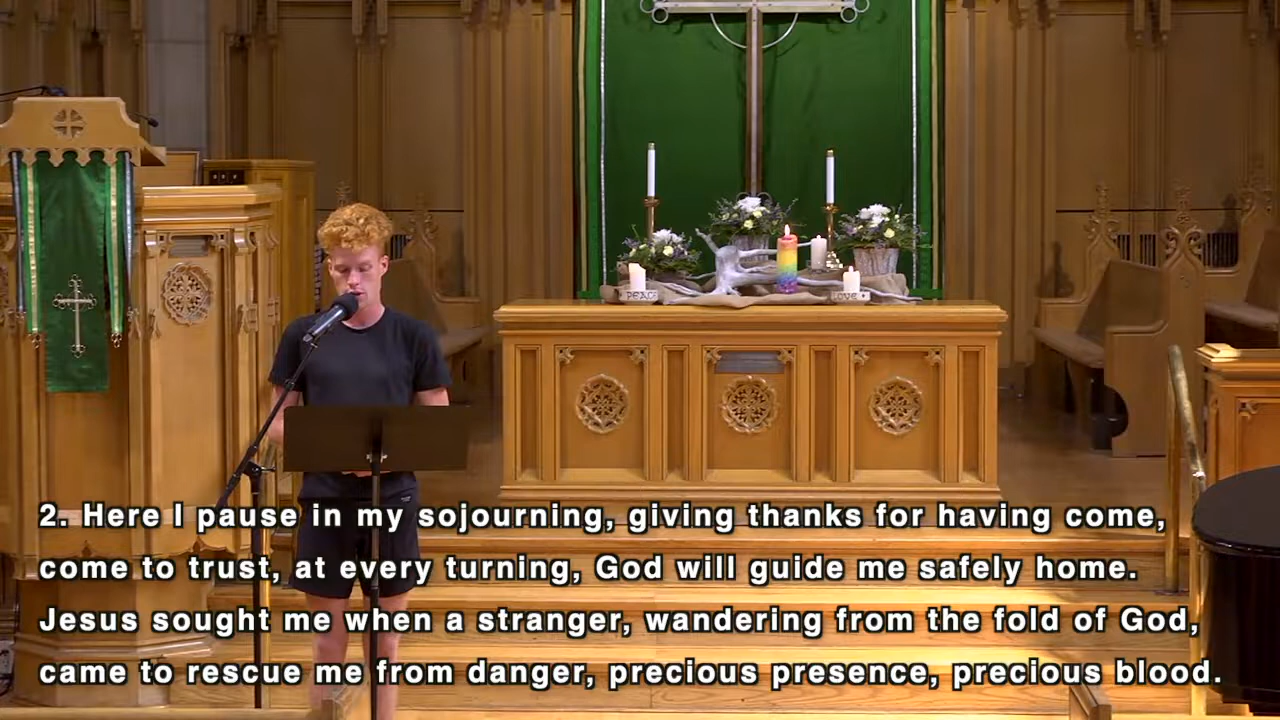 PEACE
LOVE
2. Here I pause in my sojourning, giving thanks for having come,
come to trust, at every turning, God will guide me safely home.
Jesus sought me when a stranger, wandering from the fold of God,
came to rescue me from danger, precious presence, precious blood.